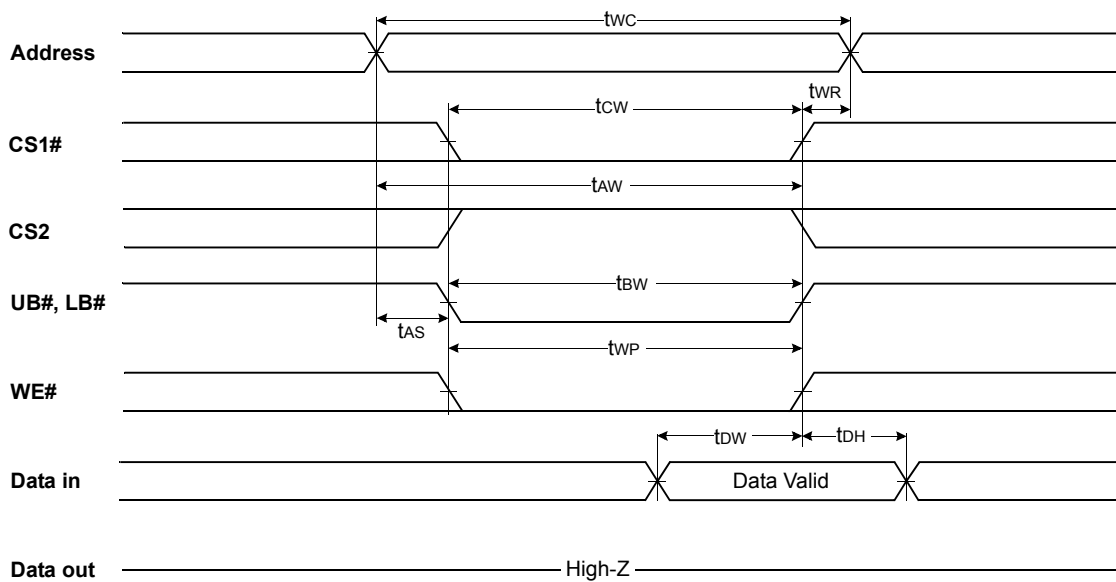 tWC
Address
tCW
tWR
CS1#
tAW
CS2
tBW
UB#, LB#
tAS
tWP
WE#
tDW
tDH
Data in
Data Valid
Data out
High-Z